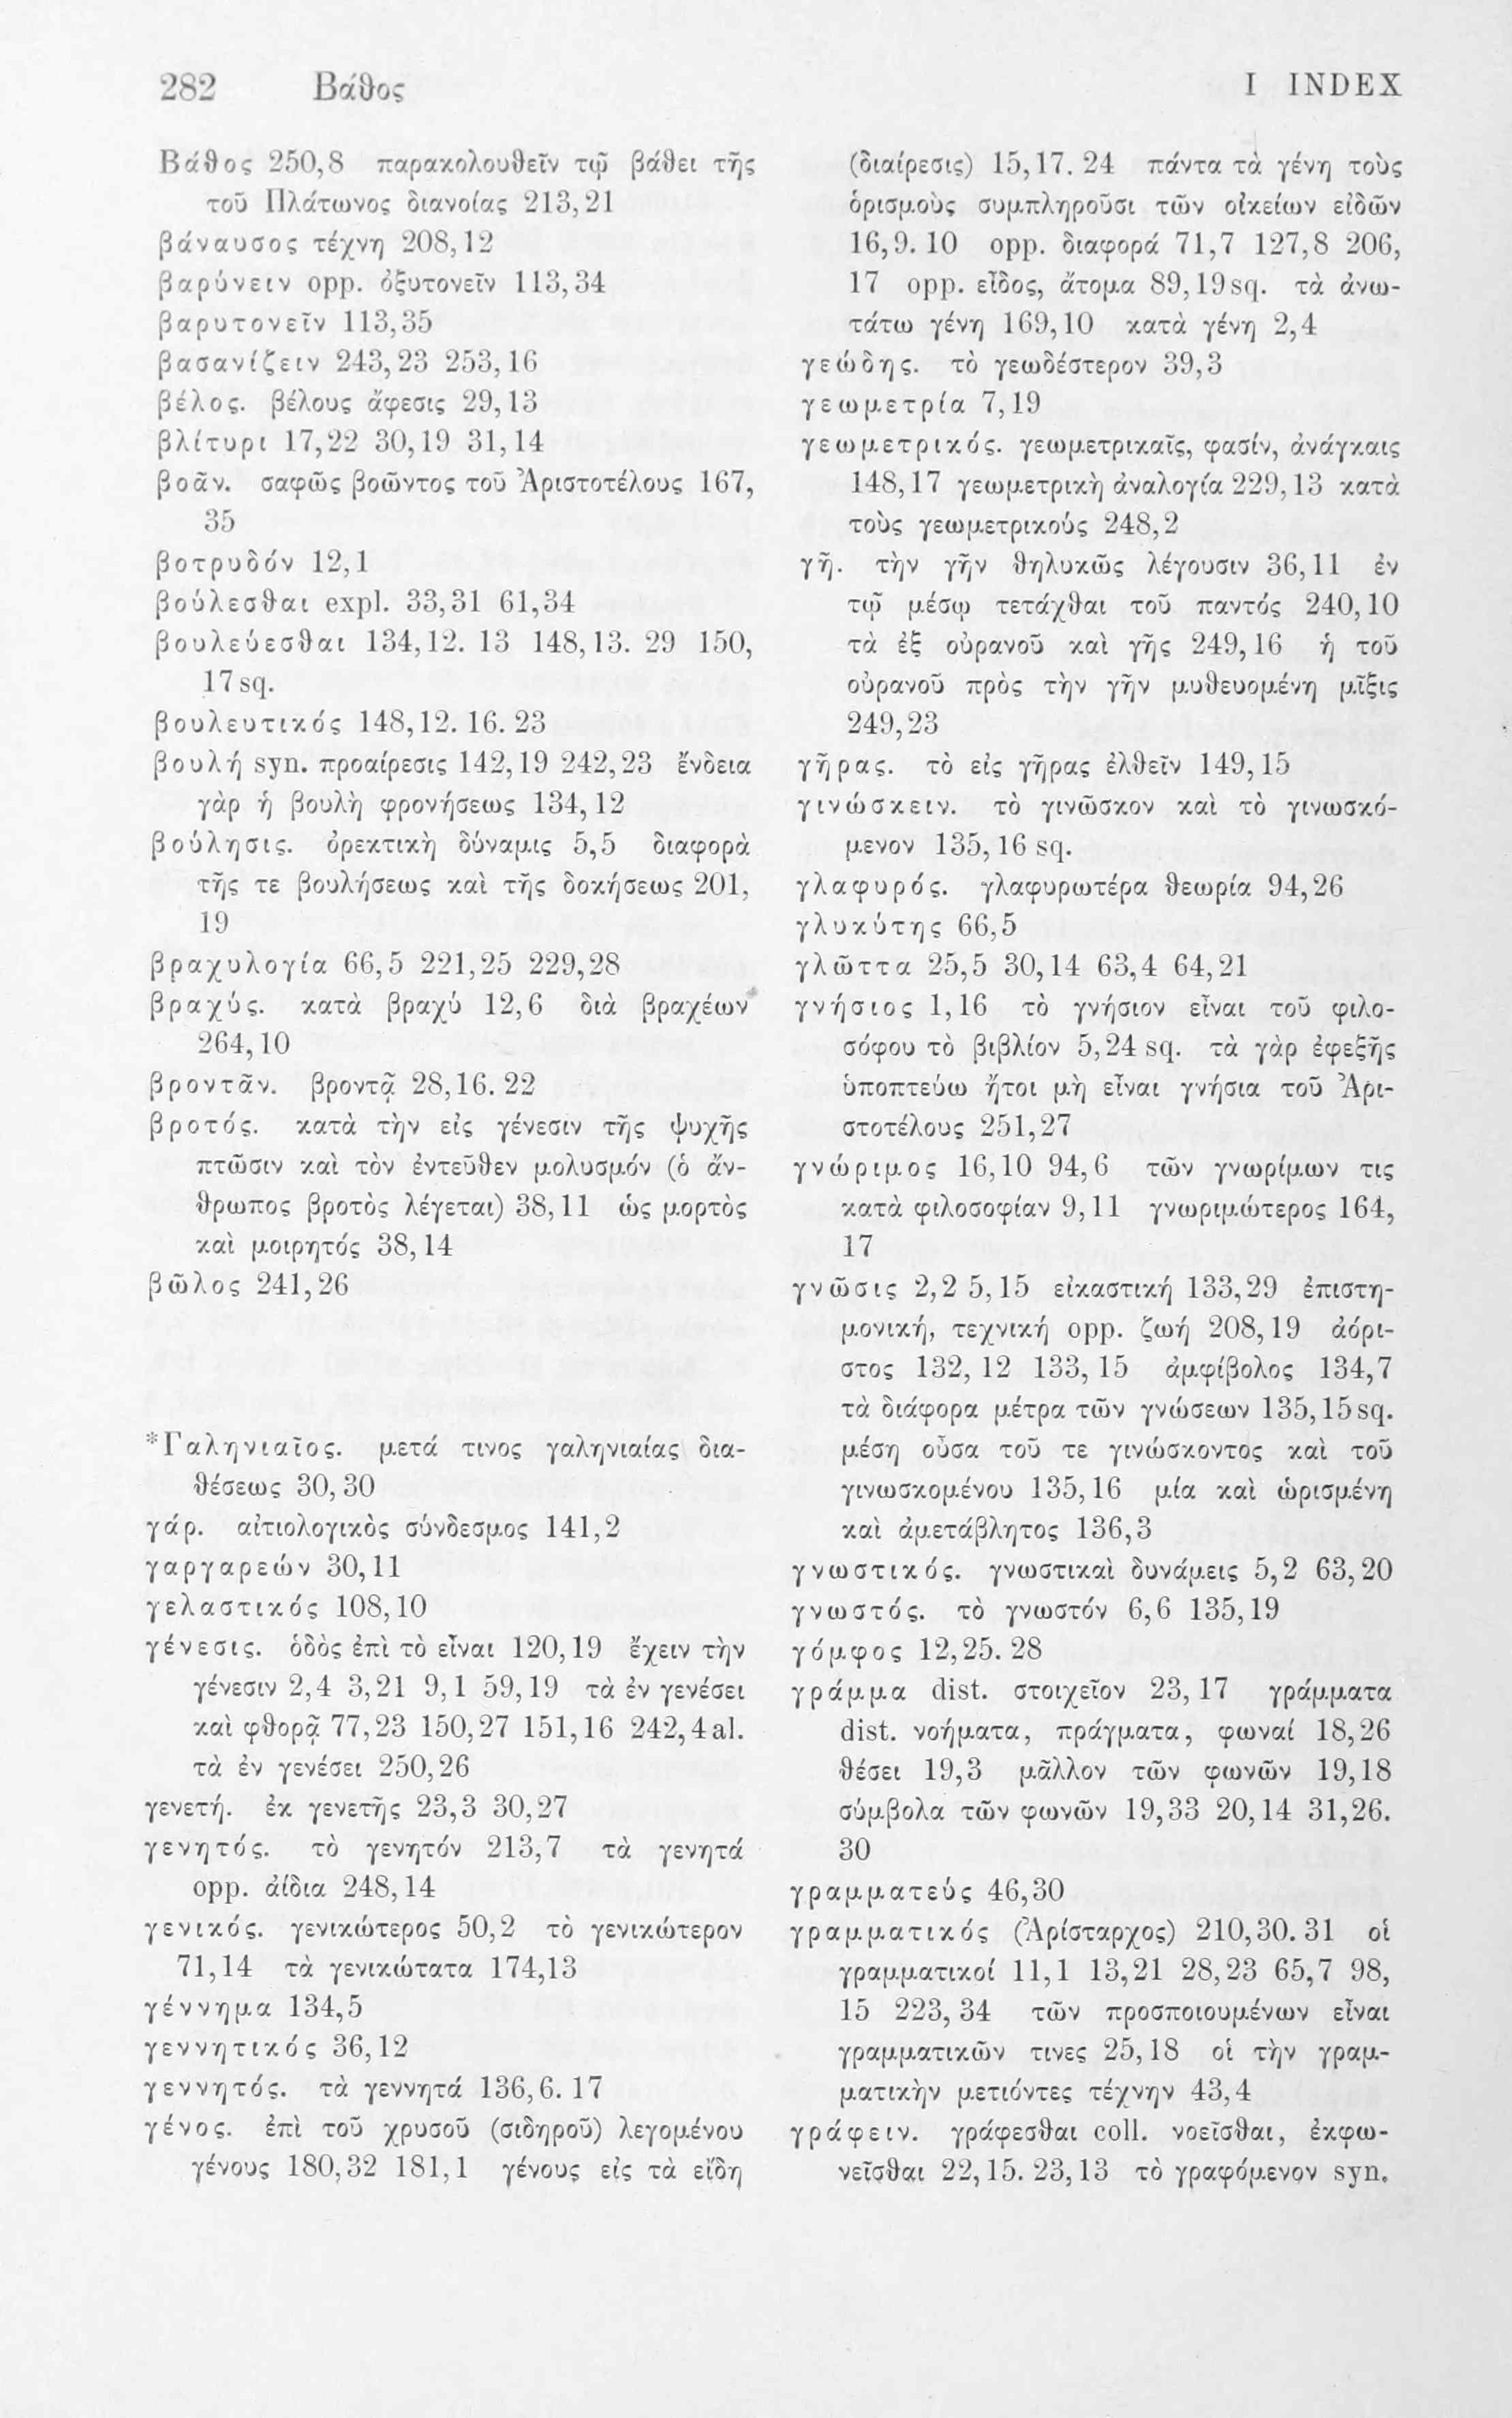 282 Βάθος I INDEX
Βάθος 250,8 παρακολουθεῖν τῷ βάθει τῆς
τοῦ Πλάτωνος διανοίας 213,21
βάναυσος τέχνη 208,12
βαρύνειν opp. ὀξυτονεῖν 113,34
βαρυτονεῖν 113,35
βασανίζειν 243,23 253,16
βέλος. βέλους ἄφεσις 29,13
βλίτυρι 17,22 30,19 31,14
βοᾶν. σαφῶς βοῶντος τοῦ Ἀριστοτέλους 167,
35
βοτρυδόν 12,1
βούλεσθαι expl. 33,31 61,34
βουλεύεσθαι 134,12. 13 148,13. 29 150,
17 sq.
βουλευτικός 148,12. 16. 23
βουλή syn. προαίρεσις 142,19 242,23 ἔνδεια
γὰρ ἡ βουλὴ φρονήσεως 134,12
βούλησις. ὀρεκτικὴ δύναμις 5,5 διαφορὰ
τῆς τε βουλήσεως καὶ τῆς δοκήσεως 201,
19
βραχυλογία 66,5 221,25 229,28
βραχύς. κατὰ βραχύ 12,6 διὰ βραχέων
264,10
βροντᾶν. βροντᾷ 28,16. 22
βροτός. κατὰ τὴν εἰς γένεσιν τῆς ψυχῆς
πτῶσιν καὶ τὸν ἐντεῦθεν μολυσμόν (ὁ ἄν-
θρωπος βροτὸς λέγεται) 38,11 ὡς μορτὸς
καὶ μοιρητός 38,14
βῶλος 241,26
*Γαληνιαῖος. μετά τινος γαληνιαίας δια-
θέσεως 30,30
γάρ. αἰτιολογικὸς σύνδεσμος 141,2
γαργαρεών 30,11
γελαστικός 108,10
γένεσις. ὁδὸς ἐπὶ τὸ εἶναι 120,19 ἔχειν τὴν
γένεσιν 2,4 3,21 9,1 59,19 τὰ ἐν γενέσει
καὶ φθορᾷ 77,23 150,27 151,16 242,4 al.
τὰ ἐν γενέσει 250,26
γενετή. ἐκ γενετῆς 23,3 30,27
γενητός. τὸ γενητόν 213,7 τὰ γενητά
opp. ἀίδια 248,14
γενικός. γενικώτερος 50,2 τὸ γενικώτερον
71,14 τὰ γενικώτατα 174,13
γέννημα 134,5
γεννητικός 36,12
γεννητός. τὰ γεννητά 136,6. 17
γένος. ἐπὶ τοῦ χρυσοῦ (σιδηροῦ) λεγομένου
γένους 180,32 181,1 γένους εἰς τὰ εἴδη
(διαίρεσις) 15,17. 24 πάντα τὰ γένη τοὺς
ὁρισμοὺς συμπληροῦσι τῶν οἰκείων εἰδῶν
16,9. 10 opp. διαφορά 71,7 127,8 206,
17 opp. εἶδος, ἄτομα 89,19 sq. τὰ ἀνω-
τάτω γένη 169,10 κατὰ γένη 2,4
γεώδης. τὸ γεωδέστερον 39,3
γεωμετρία 7,19
γεωμετρικός. γεωμετρικαῖς, φασίν, ἀνάγκαις
148,17 γεωμετρικὴ ἀναλογία 229,13 κατὰ
τοὺς γεωμετρικούς 248,2
γῆ. τὴν γῆν θηλυκῶς λέγουσιν 36,11 ἐν
τῷ μέσῳ τετάχθαι τοῦ παντός 240,10
τὰ ἐξ οὐρανοῦ καὶ γῆς 249,16 ἡ τοῦ
οὐρανοῦ πρὸς τὴν γῆν μυθευομένη μῖξις
249,23
γῆρας. τὸ εἰς γῆρας ἐλθεῖν 149,15
γινώσκειν. τὸ γινῶσκον καὶ τὸ γινωσκό-
μενον 135,16 sq.
γλαφυρός. γλαφυρωτέρα θεωρία 94,26
γλυκύτης 66,5
γλῶττα 25,5 30,14 63,4 64,21
γνήσιος 1,16 τὸ γνήσιον εἶναι τοῦ φιλο-
σόφου τὸ βιβλίον 5,24 sq. τὰ γὰρ ἐφεξῆς
ὑποπτεύω ἤτοι μὴ εἶναι γνήσια τοῦ Ἀρι-
στοτέλους 251,27
γνώριμος 16,10 94,6 τῶν γνωρίμων τις
κατὰ φιλοσοφίαν 9,11 γνωριμώτερος 164,
17
γνῶσις 2,2 5,15 εἰκαστική 133,29 ἐπιστη-
μονική, τεχνική opp. ζωή 208,19 ἀόρι-
στος 132,12 133,15 ἀμφίβολος 134,7
τὰ διάφορα μέτρα τῶν γνώσεων 135,15 sq.
μέση οὖσα τοῦ τε γινώσκοντος καὶ τοῦ
γινωσκομένου 135,16 μία καὶ ὡρισμένη
καὶ ἀμετάβλητος 136,3
γνωστικός. γνωστικαὶ δυνάμεις 5,2 63,20
γνωστός. τὸ γνωστόν 6,6 135,19
γόμφος 12,25. 28
γράμμα dist. στοιχεῖον 23,17 γράμματα
dist. νοήματα, πράγματα, φωναί 18,26
θέσει 19,3 μᾶλλον τῶν φωνῶν 19,18
σύμβολα τῶν φωνῶν 19,33 20,14 31,26.
30
γραμματεύς 46,30
γραμματικός (Ἀρίσταρχος) 210,30. 31 οἱ
γραμματικοί 11,1 13,21 28,23 65,7 98,
15 223,34 τῶν προσποιουμένων εἶναι
γραμματικῶν τινες 25,18 οἱ τὴν γραμ-
ματικὴν μετιόντες τέχνην 43,4
γράφειν. γράφεσθαι coll. νοεῖσθαι, ἐκφω-
νεῖσθαι 22,15. 23,13 τὸ γραφόμενον syn.